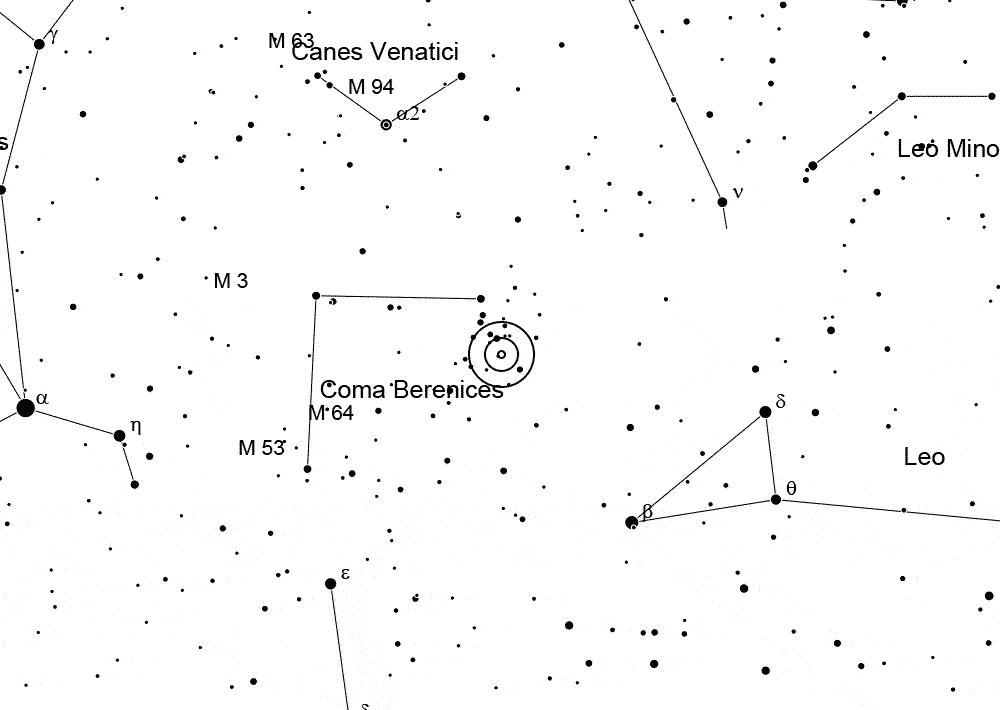 γ
M 63
Canes Venatici
M 94
α2
s
Leo Mino
ν
M 3
Coma Berenices
α
δ
M 64
η
M 53
Leo
θ
β
ε
δ